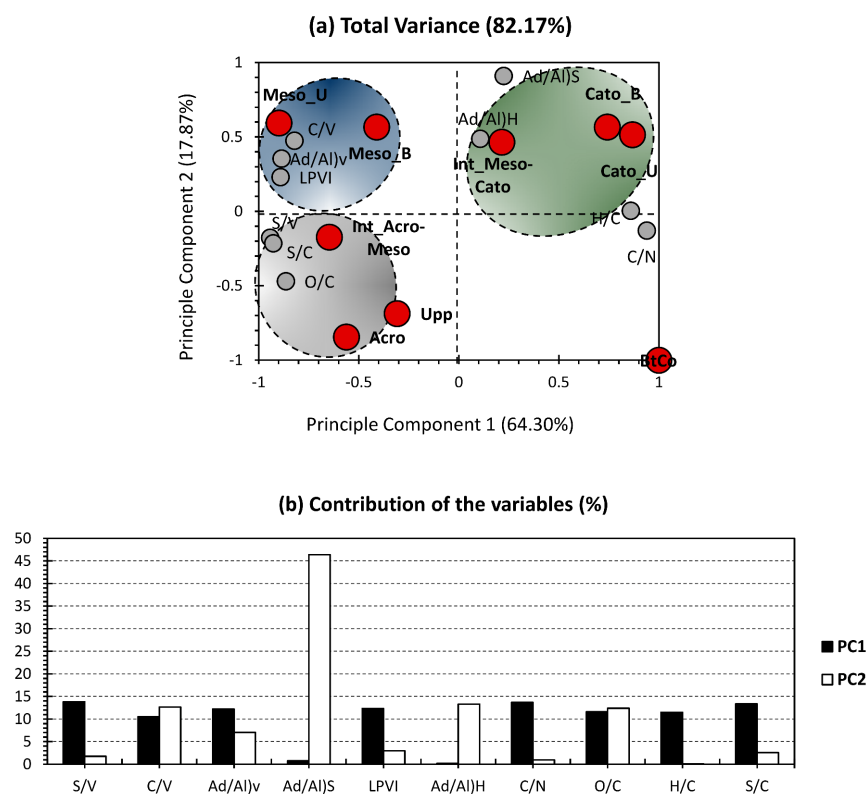 (a) Total Variance (82.17%)
Principle Component 2 (17.87%)
1
0.5
0
-0.5
-1
Ad/Al)S
Meso_U
Cato_B
C/V
Ad/Al)H
Meso_B
Ad/Al)v
Int_Meso-
Cato
Cato_U
LPVI
H/C
S/V
Int_Acro-
Meso
S/C
C/N
O/C
Upp
Acro
BtCo
-1 -0.5 0 0.5 1
Principle Component 1 (64.30%)
(b) Contribution of the variables (%)
50
45
40
35
30
25
20
15
10
5
0
PC1
PC2
S/V C/V Ad/Al)v Ad/Al)S LPVI Ad/Al)H C/N O/C H/C S/C